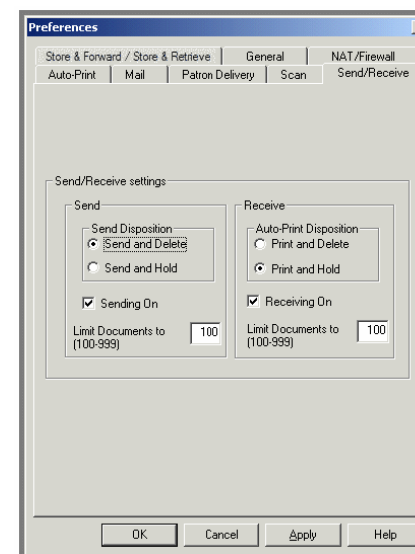 Preferences
Store & Forward / Store & Retrieve General NAT/Firewall
Auto-Print Mail Patron Delivery Scan Send/Receive
Send/Receive settings
Send Receive
Send Disposition Auto-Print Disposition
Send and Delete Print and Delete
Send and Hold Print and Hold
Sending On Receiving On
Limit Documents to 100 Limit Documents to 100
(100-999) (100-999)
OK Cancel Apply Help